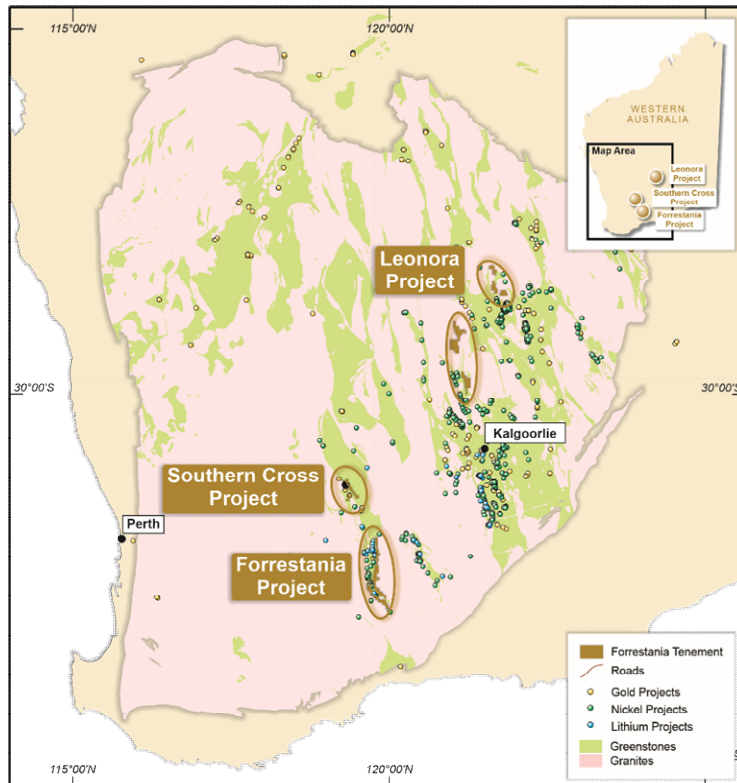 115°00'N
120°00'N
WESTERN
AUSTRALIA
Map Area
Leonora
Project
Southern Cross
Project
Forrestania
Project
Leonora
Project
30°00'S
30°00'S
Kalgoorlie
Southern Cross
Project
Perth
Forrestania
Project
Forrestania Tenement
Roads
Gold Projects
Nickel Projects
Lithium Projects
Greenstones
Granites
115°00'N
120°00'N